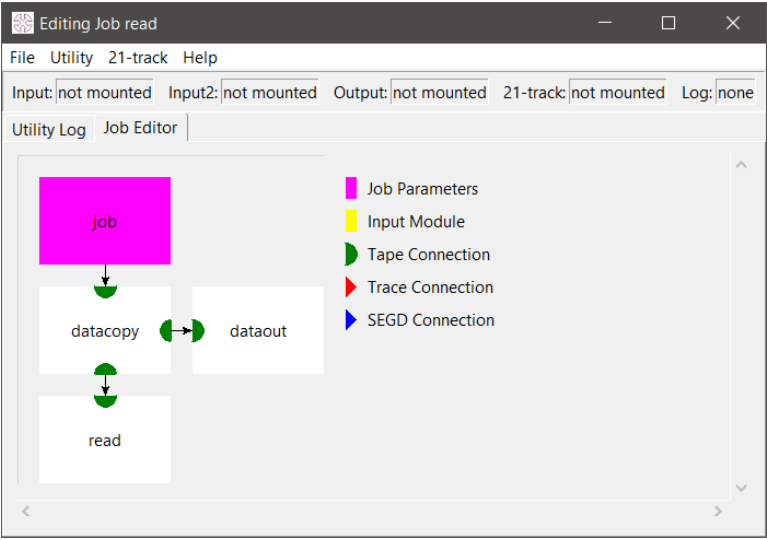 Editing Job read
File Utility 21-track Help
Input: not mounted Input2: not mounted Output: not mounted 21-track: not mounted Log: none
Utility Log Job Editor
job
Job Parameters
Input Module
Tape Connection
Trace Connection
SEGD Connection
datacopy dataout
read